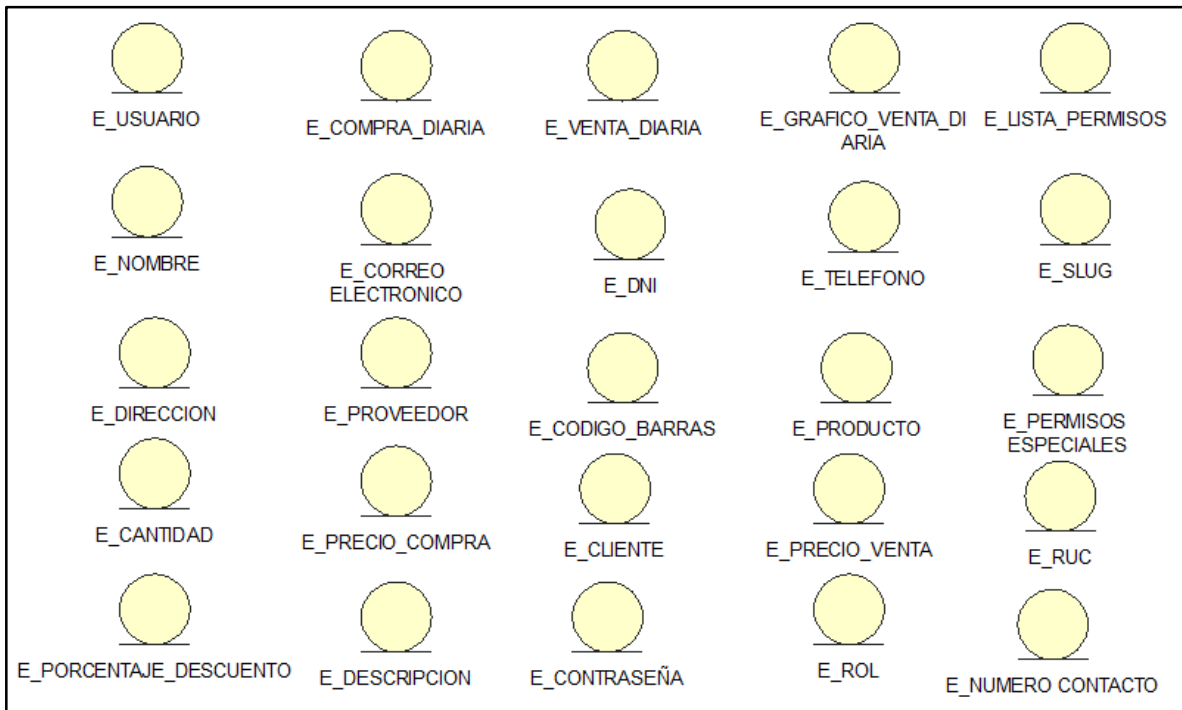 E_USUARIO
E_COMPRA_DIARIA
E_VENTA_DIARIA
E_GRAFICO_VENTA_DI
ARIA
E_LISTA_PERMISOS
E_NOMBRE
E_CORREO
ELECTRONICO
E_DNI
E_TELEFONO
E_SLUG
E_DIRECCION
E_PROVEEDOR
E_CODIGO_BARRAS
E_PRODUCTO
E_PERMISOS
ESPECIALES
E_CANTIDAD
E_PRECIO_COMPRA
E_CLIENTE
E_PRECIO_VENTA
E_RUC
E_PORCENTAJE_DESCUENTO
E_DESCRIPCION
E_CONTRASEÑA
E_ROL
E_NUMERO CONTACTO